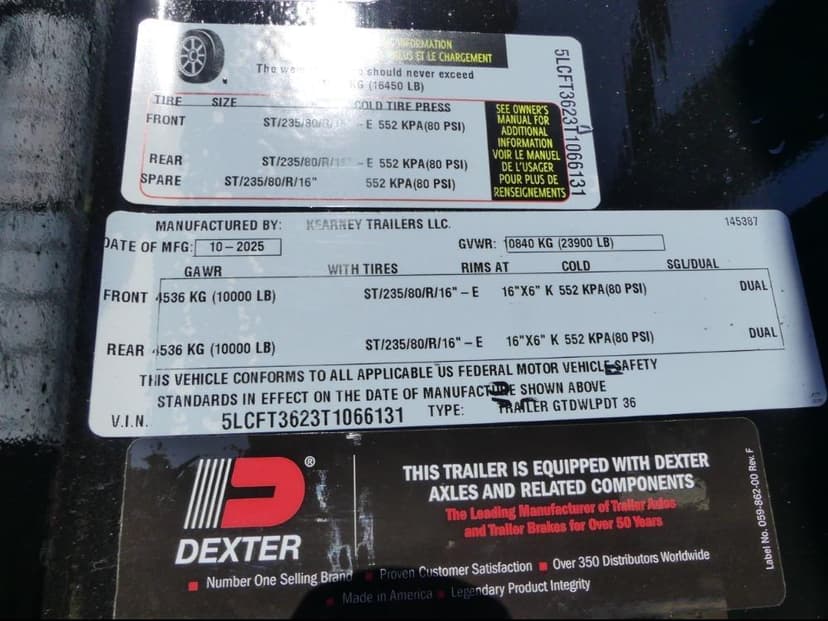 INFORMATION
PLUS ET LE CHARGEMENT
The should never exceed
KG (16450 LB)
TIRE SIZE COLD TIRE PRESS
FRONT ST/235/80/R/16" - E 552 KPA(80 PSI)
REAR ST/235/80/R/16" - E 552 KPA(80 PSI)
SPARE ST/235/80/R/16" 552 KPA(80 PSI)
SEE OWNER'S
MANUAL FOR
ADDITIONAL
INFORMATION
VOIR LE MANUEL
DE L'USAGER
POUR PLUS DE
RENSEIGNEMENTS
5LCFT3623T1066131
145387
MANUFACTURED BY: KEARNEY TRAILERS LLC.
DATE OF MFG: 10-2025 GVWR: 10840 KG (23900 LB)
GAWR WITH TIRES RIMS AT COLD SGL/DUAL
FRONT 4536 KG (10000 LB) ST/235/80/R/16" - E 16"X6" K 552 KPA(80 PSI) DUAL
REAR 4536 KG (10000 LB) ST/235/80/R/16" - E 16"X6" K 552 KPA(80 PSI) DUAL
THIS VEHICLE CONFORMS TO ALL APPLICABLE US FEDERAL MOTOR VEHICLE SAFETY
STANDARDS IN EFFECT ON THE DATE OF MANUFACTURE SHOWN ABOVE
V.I.N. 5LCFT3623T1066131 TYPE: TRAILER GTDWLPDT 36
DEXTER®
THIS TRAILER IS EQUIPPED WITH DEXTER
AXLES AND RELATED COMPONENTS
The Leading Manufacturer of Trailer Axles
and Trailer Brakes for Over 50 Years
Number One Selling Brand ■ Proven Customer Satisfaction ■ Over 350 Distributors Worldwide
■ Made in America ■ Legendary Product Integrity
Label No. 059-862-00 Rev. F